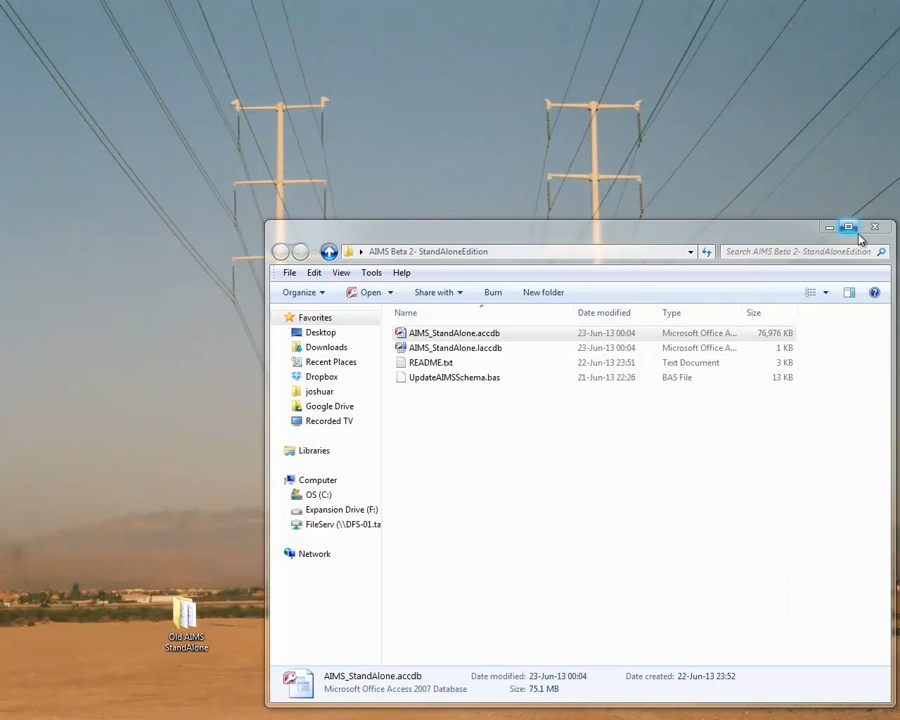 AIMS Beta 2- StandAloneEdition
Search AIMS Beta 2- StandAloneEdition
File Edit View Tools Help
Organize Open Share with Burn New folder
Name Date modified Type Size
Favorites
Desktop
Downloads
Recent Places
Dropbox
joshuar
Google Drive
Recorded TV
Libraries
Computer
OS (C:)
Expansion Drive (F:)
FileServ (\\DFS-01.ta
Network
AIMS_StandAlone.accdb 23-Jun-13 00:04 Microsoft Office A... 76,976 KB
AIMS_StandAlone.laccdb 23-Jun-13 00:04 Microsoft Office A... 1 KB
README.txt 22-Jun-13 23:51 Text Document 3 KB
UpdateAIMSSchema.bas 21-Jun-13 22:26 BAS File 13 KB
Old AIMS
StandAlone
AIMS_StandAlone.accdb Date modified: 23-Jun-13 00:04 Date created: 22-Jun-13 23:52
Microsoft Office Access 2007 Database Size: 75.1 MB